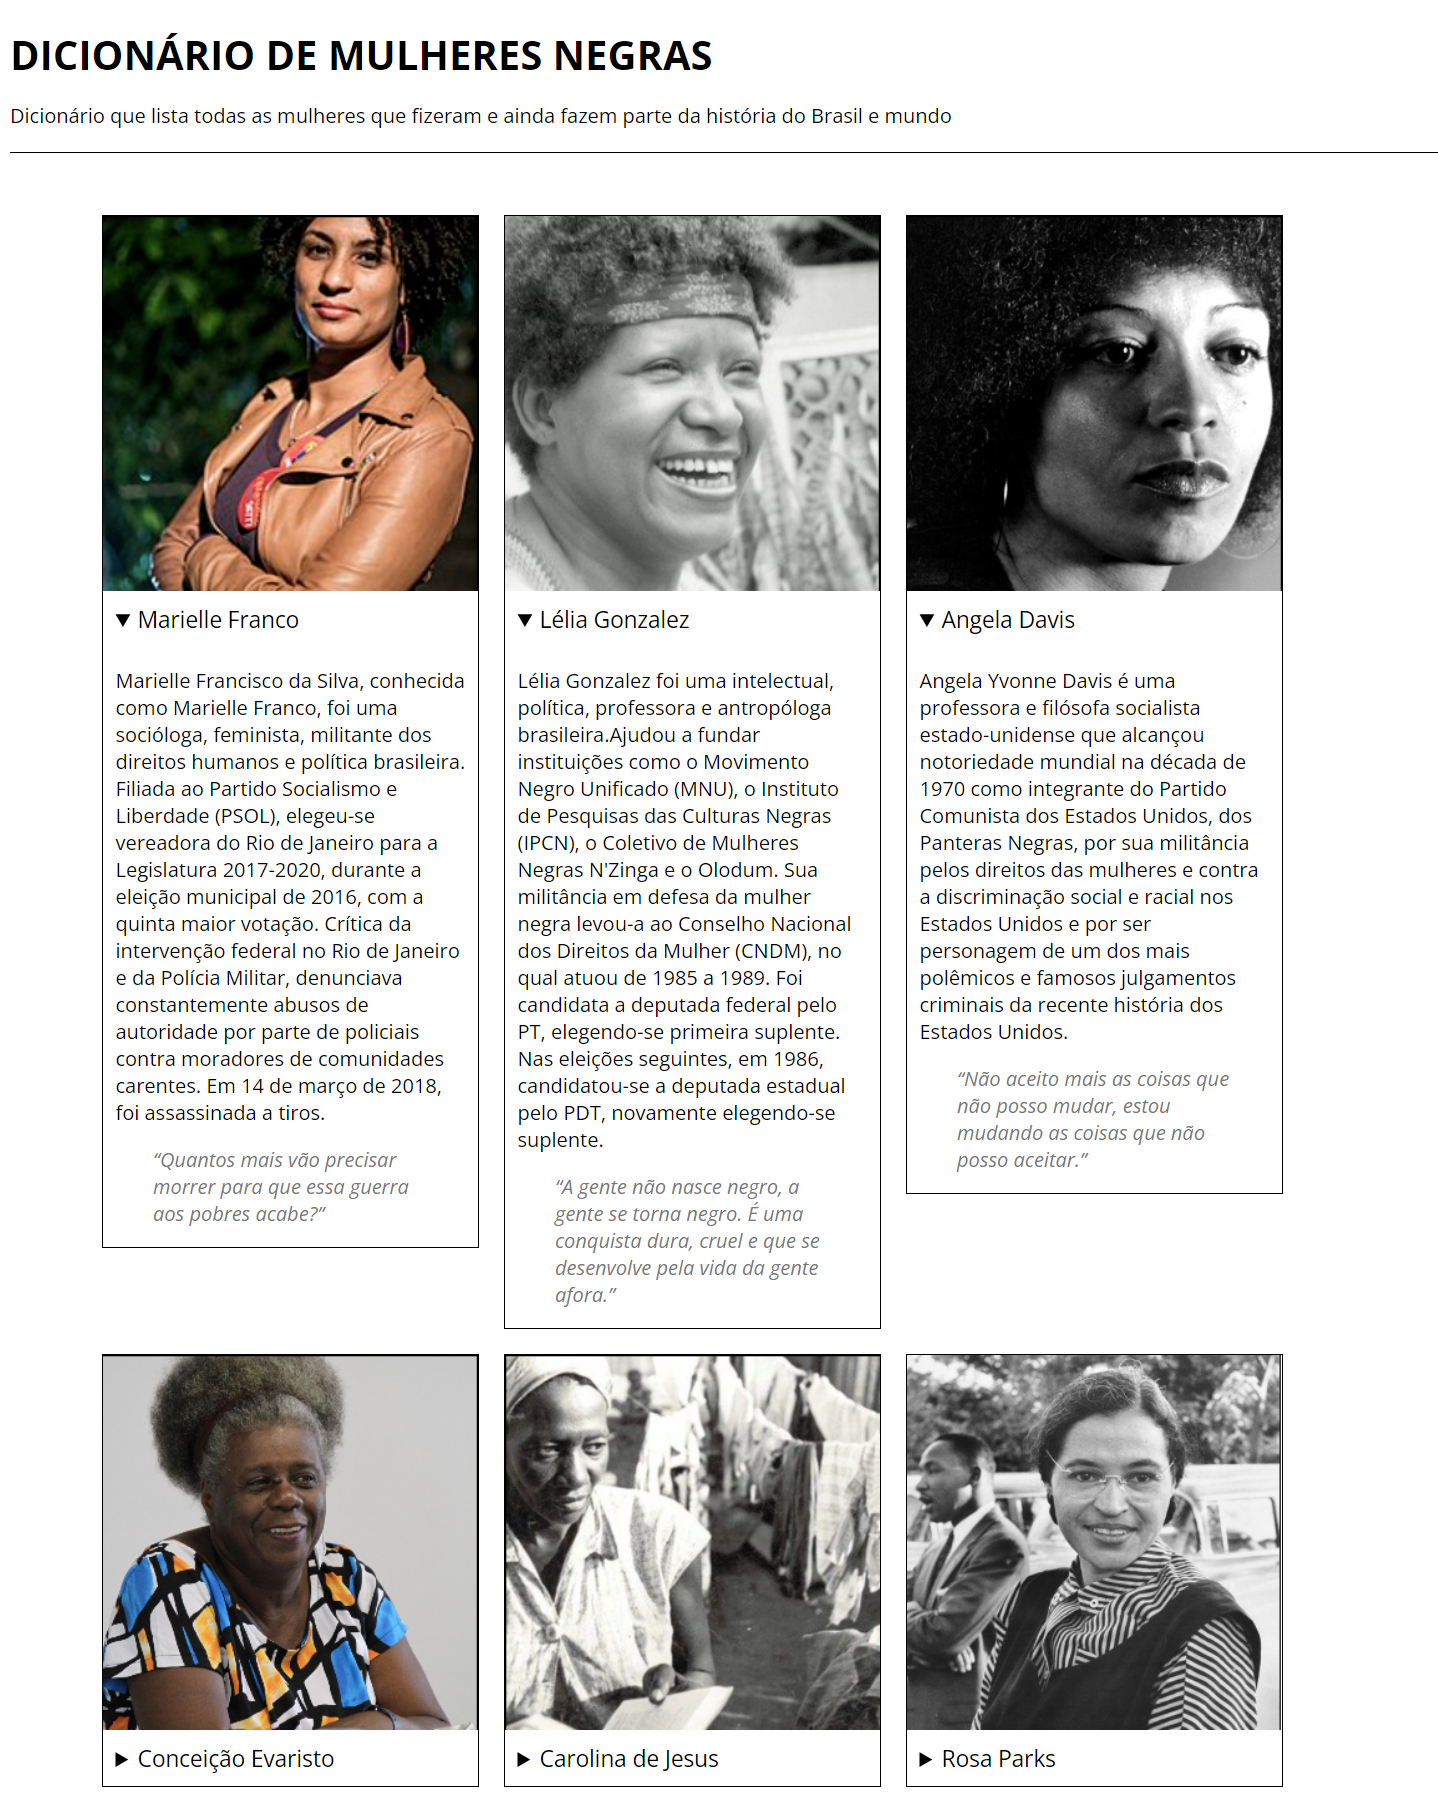 DICIONÁRIO DE MULHERES NEGRAS
Dicionário que lista todas as mulheres que fizeram e ainda fazem parte da história do Brasil e mundo
Marielle Franco
Marielle Francisco da Silva, conhecida
como Marielle Franco, foi uma
socióloga, feminista, militante dos
direitos humanos e política brasileira.
Filiada ao Partido Socialismo e
Liberdade (PSOL), elegeu-se
vereadora do Rio de Janeiro para a
Legislatura 2017-2020, durante a
eleição municipal de 2016, com a
quinta maior votação. Crítica da
intervenção federal no Rio de Janeiro
e da Polícia Militar, denunciava
constantemente abusos de
autoridade por parte de policiais
contra moradores de comunidades
carentes. Em 14 de março de 2018,
foi assassinada a tiros.
“Quantos mais vão precisar
morrer para que essa guerra
aos pobres acabe?”
Lélia Gonzalez
Lélia Gonzalez foi uma intelectual,
política, professora e antropóloga
brasileira.Ajudou a fundar
instituições como o Movimento
Negro Unificado (MNU), o Instituto
de Pesquisas das Culturas Negras
(IPCN), o Coletivo de Mulheres
Negras N'Zinga e o Olodum. Sua
militância em defesa da mulher
negra levou-a ao Conselho Nacional
dos Direitos da Mulher (CNDM), no
qual atuou de 1985 a 1989. Foi
candidata a deputada federal pelo
PT, elegendo-se primeira suplente.
Nas eleições seguintes, em 1986,
candidatou-se a deputada estadual
pelo PDT, novamente elegendo-se
suplente.
“A gente não nasce negro, a
gente se torna negro. É uma
conquista dura, cruel e que se
desenvolve pela vida da gente
afora.”
Angela Davis
Angela Yvonne Davis é uma
professora e filósofa socialista
estado-unidense que alcançou
notoriedade mundial na década de
1970 como integrante do Partido
Comunista dos Estados Unidos, dos
Panteras Negras, por sua militância
pelos direitos das mulheres e contra
a discriminação social e racial nos
Estados Unidos e por ser
personagem de um dos mais
polêmicos e famosos julgamentos
criminais da recente história dos
Estados Unidos.
“Não aceito mais as coisas que
não posso mudar, estou
mudando as coisas que não
posso aceitar.”
Conceição Evaristo
Carolina de Jesus
Rosa Parks